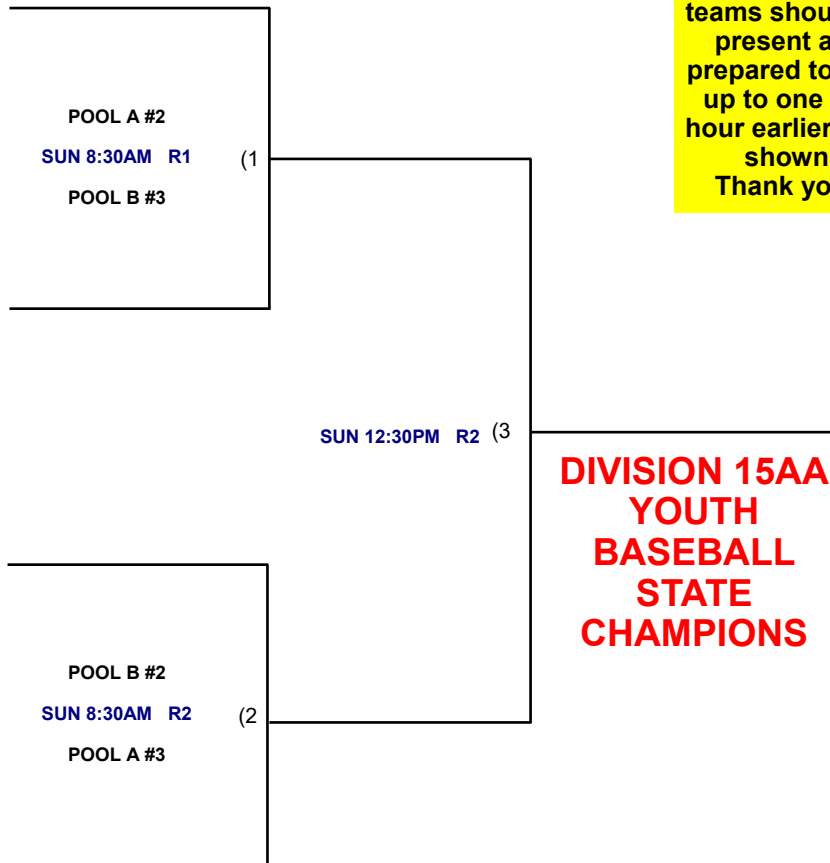 teams
present
prepared to
up to one
hour earlier
shown
Thank
POOL A #2
SUN 8:30AM R1 (1
POOL B #3
SUN 12:30PM R2 (3
DIVISION 15AA
YOUTH
BASEBALL
STATE
CHAMPIONS
POOL B #2
SUN 8:30AM R2 (2
POOL A #3